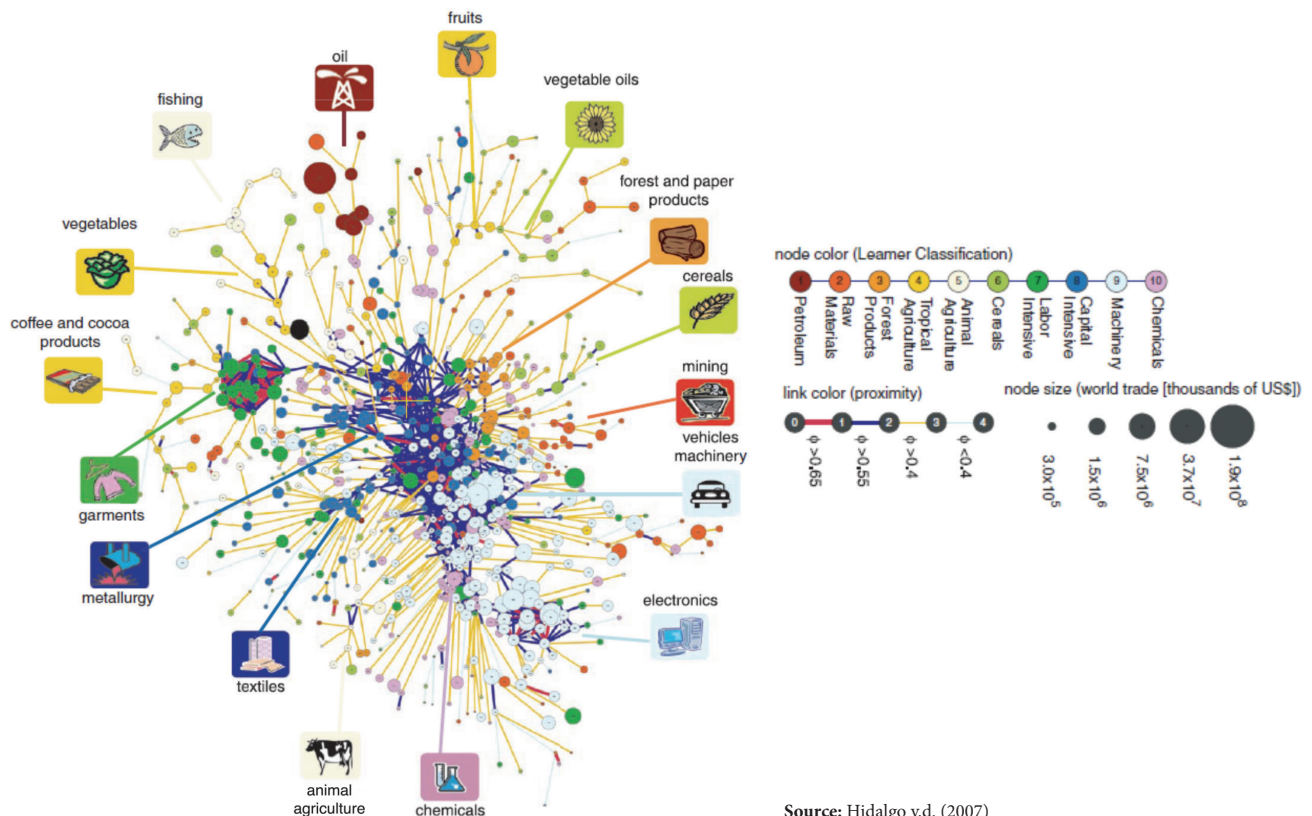 fruits
oil
vegetable oils
fishing
forest and paper
products
vegetables
cereals
coffee and cocoa
products
mining
vehicles
machinery
garments
metallurgy
electronics
textiles
animal
agriculture
chemicals
node color (Leamer Classification)
1 2 3 4 5 6 7 8 9 10
Petroleum
Raw
Materials
Forest
Products
Tropical
Agriculture
Animal
Agriculture
Cereals
Labor
Intensive
Capital
Intensive
Machinery
Chemicals
link color (proximity)
0 1 2 3 4
ϕ >0.65
ϕ >0.55
ϕ >0.4
ϕ <0.4
node size (world trade [thousands of US$])
3.0x10⁵
1.5x10⁶
7.5x10⁶
3.7x10⁷
1.9x10⁸
Source: Hidalgo v.d. (2007)